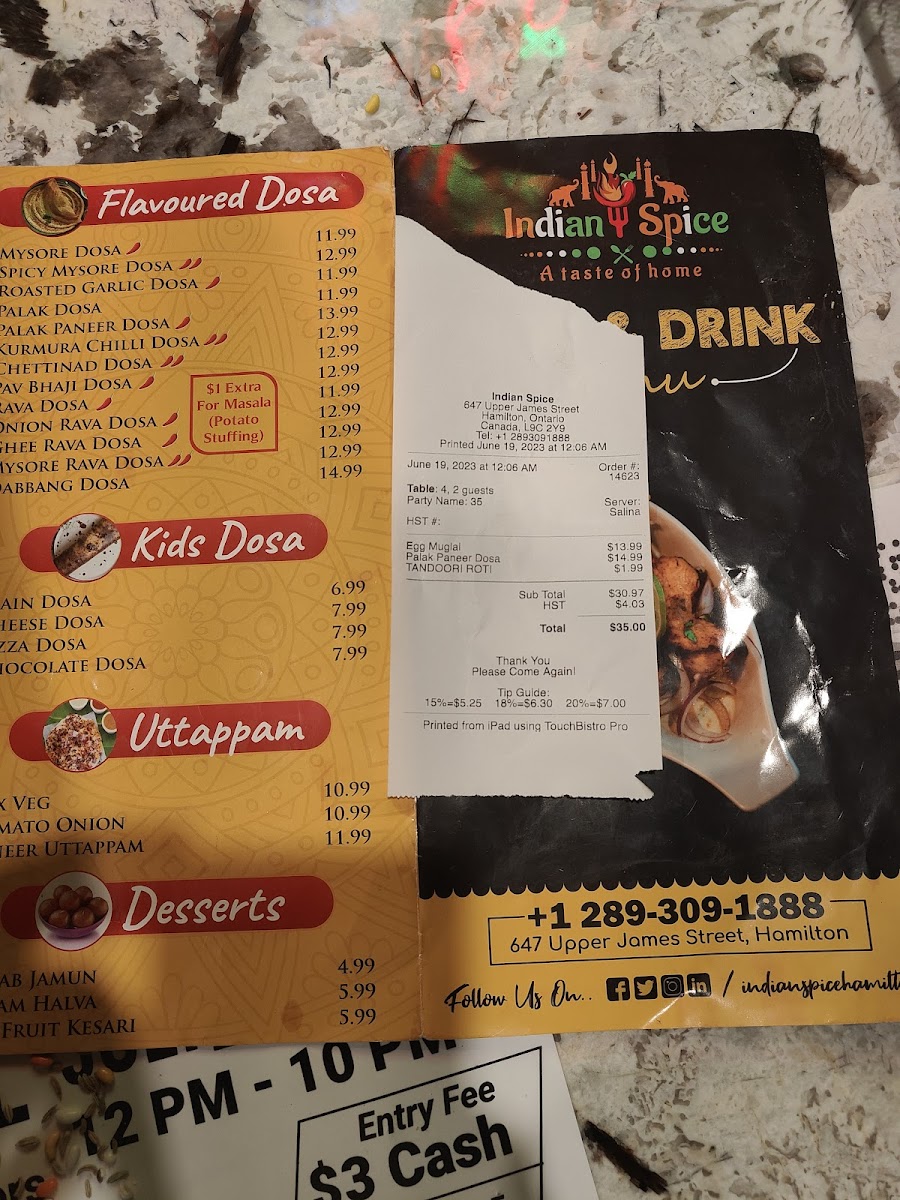 Flavoured Dosa
MYSORE DOSA 11.99
SPICY MYSORE DOSA 12.99
ROASTED GARLIC DOSA 11.99
PALAK DOSA 11.99
PALAK PANEER DOSA 13.99
KURMURA CHILLI DOSA 12.99
CHETTINAD DOSA 12.99
PAV BHAJI DOSA 12.99
RAVA DOSA 11.99
ONION RAVA DOSA 12.99
GHEE RAVA DOSA 12.99
MYSORE RAVA DOSA 12.99
DABBANG DOSA 14.99
$1 Extra
For Masala
(Potato
Stuffing)
Kids Dosa
AIN DOSA 6.99
HEESE DOSA 7.99
ZZA DOSA 7.99
HOCOLATE DOSA 7.99
Uttappam
X VEG 10.99
MATO ONION 10.99
NEER UTTAPPAM 11.99
Desserts
AB JAMUN 4.99
AM HALVA 5.99
FRUIT KESARI 5.99
Indian Spice
A taste of home
& DRINK
nu
Indian Spice
647 Upper James Street
Hamilton, Ontario
Canada, L9C 2Y9
Tel: +1 2893091888
Printed June 19, 2023 at 12:06 AM
June 19, 2023 at 12:06 AM Order #:
14623
Table: 4, 2 guests
Party Name: 35 Server:
Salina
HST #:
Egg Muglai $13.99
Palak Paneer Dosa $14.99
TANDOORI ROTI $1.99
Sub Total $30.97
HST $4.03
Total $35.00
Thank You
Please Come Again!
Tip Guide:
15%=$5.25 18%=$6.30 20%=$7.00
Printed from iPad using TouchBistro Pro
+1 289-309-1888
647 Upper James Street, Hamilton
Follow Us On.. / indianspicehamilt
12 PM - 10 PM
Entry Fee
$3 Cash